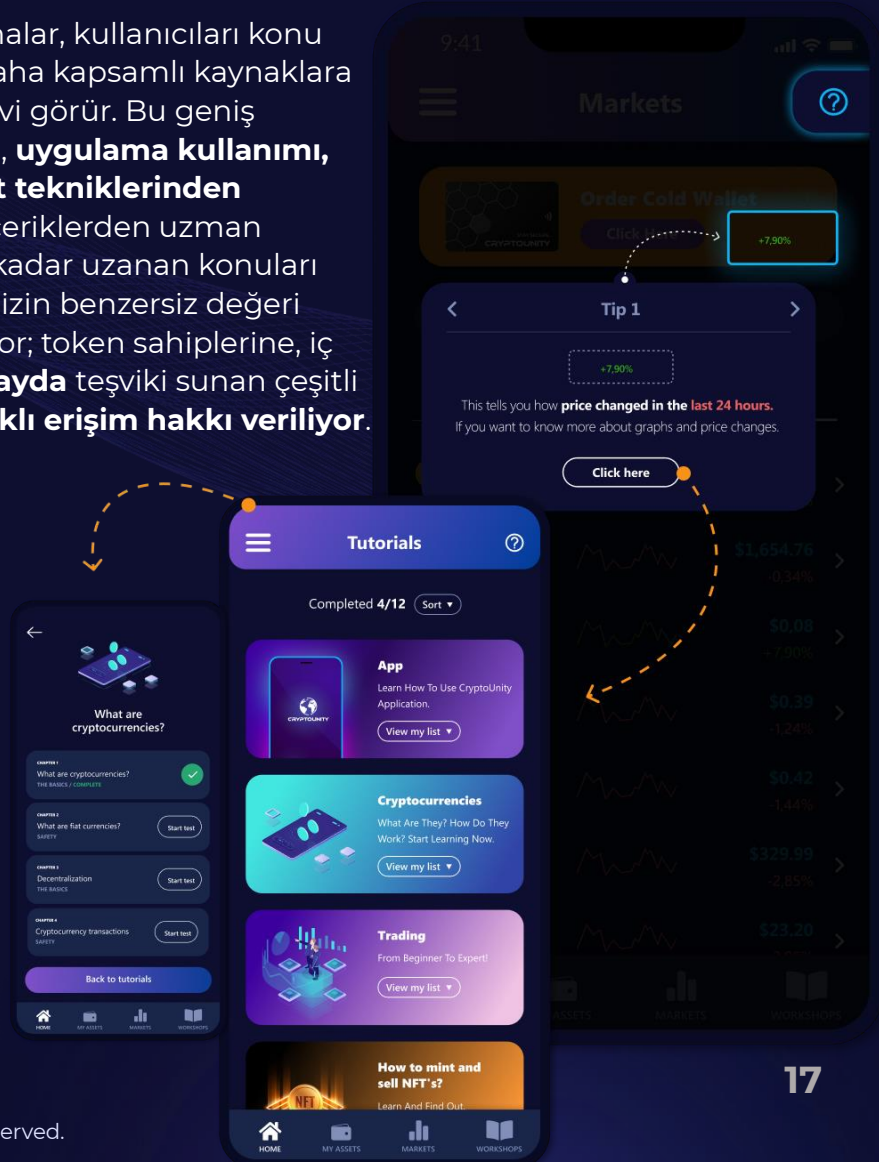 nalar, kullanıcıları konu
aha kapsamlı kaynaklara
vi görür. Bu geniş
, uygulama kullanımı,
t tekniklerinden
çeriklerden uzman
kadar uzanan konuları
izin benzersiz değeri
or; token sahiplerine, iç
ayda teşviki sunan çeşitli
klı erişim hakkı veriliyor.
9:41
Markets
Order Cold Wallet
Click Here
CRYPTOUNITY
+7,90%
Tip 1
+7,90%
This tells you how price changed in the last 24 hours.
If you want to know more about graphs and price changes.
Click here
$1,654.76
-0,34%
$0,08
+7,90%
$0.39
-1,24%
$0.42
-1,44%
$329.99
-2,85%
$23.20
ASSETS
MARKETS
WORKSHOPS
Tutorials
Completed 4/12 Sort
App
Learn How To Use CryptoUnity
Application.
View my list
CRYPTOUNITY
Cryptocurrencies
What Are They? How Do They
Work? Start Learning Now.
View my list
Trading
From Beginner To Expert!
View my list
How to mint and
sell NFT's?
Learn And Find Out.
NFT
HOME
MY ASSETS
MARKETS
WORKSHOPS
What are
cryptocurrencies?
CHAPTER 1
What are cryptocurrencies?
THE BASICS / COMPLETE
CHAPTER 2
What are fiat currencies?
SAFETY
Start test
CHAPTER 3
Decentralization
THE BASICS
Start test
CHAPTER 4
Cryptocurrency transactions
SAFETY
Start test
Back to tutorials
HOME
MY ASSETS
MARKETS
WORKSHOPS
17
erved.